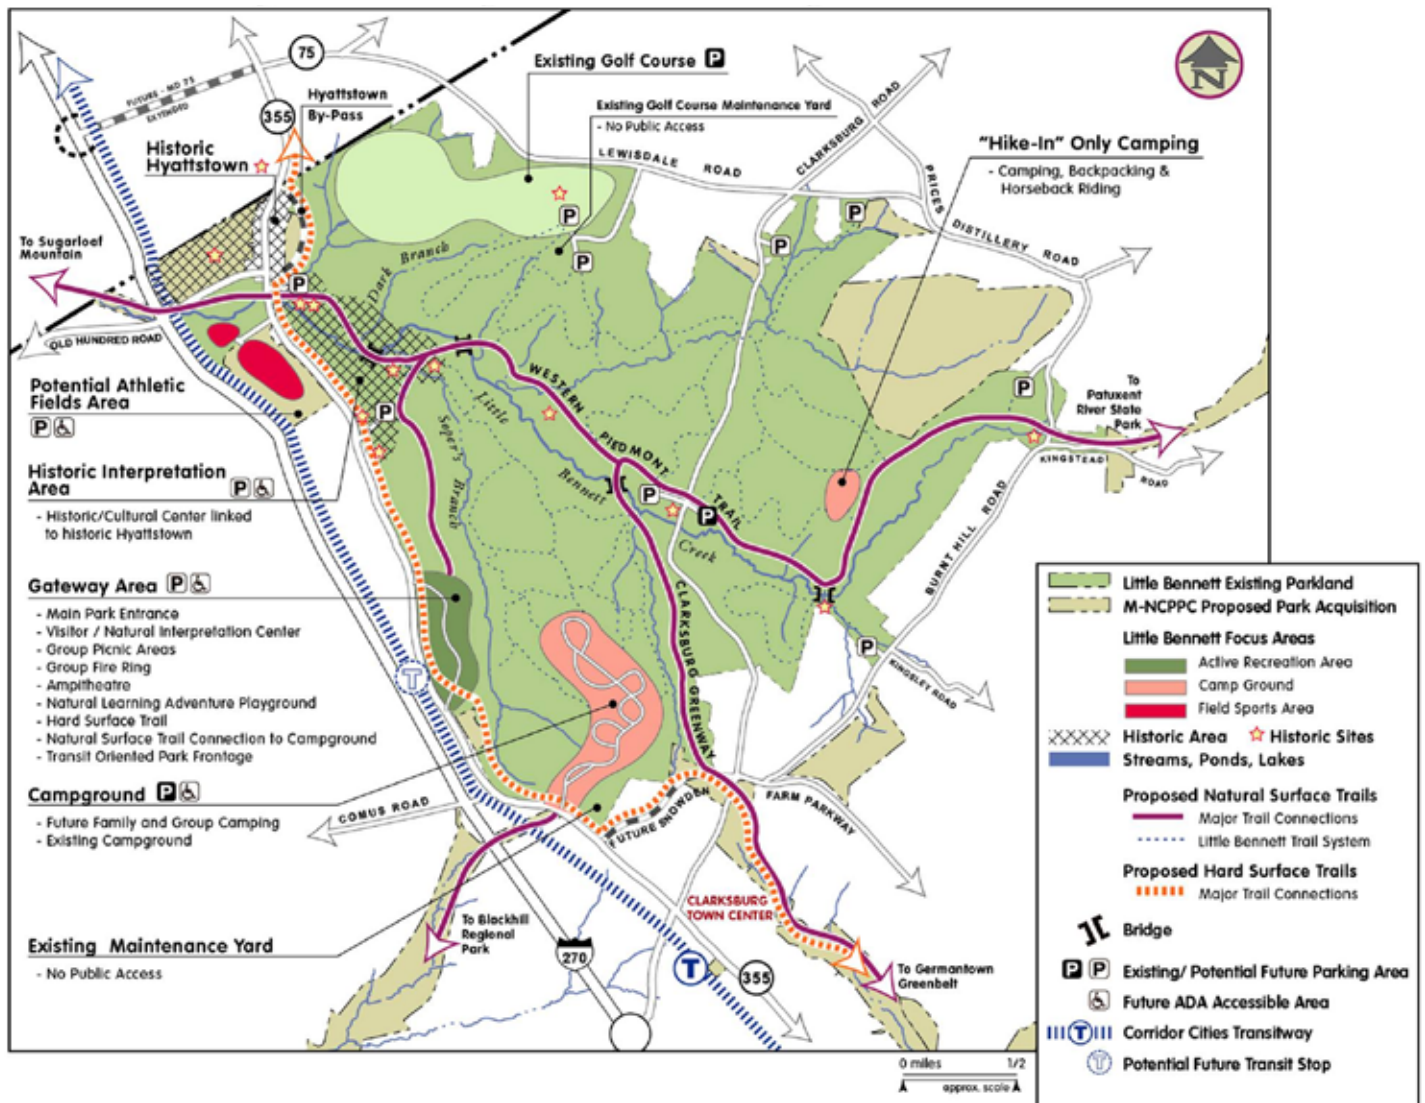 75
FUTURE - MD 75
EXTENDED
355
Hyattstown
By-Pass
Historic
Hyattstown
Existing Golf Course P
Existing Golf Course Maintenance Yard
- No Public Access
LEWISDALE ROAD
CLARKSBURG ROAD
PRICES
DISTILLERY ROAD
N
"Hike-In" Only Camping
- Camping, Backpacking &
Horseback Riding
To Sugarloaf
Mountain
OLD HUNDRED ROAD
Dark Branch
P
P
P
P
P
P
P
P
P
P
Potential Athletic
Fields Area
P
Historic Interpretation
Area P
- Historic/Cultural Center linked
to historic Hyattstown
Gateway Area P
- Main Park Entrance
- Visitor / Natural Interpretation Center
- Group Picnic Areas
- Group Fire Ring
- Ampitheatre
- Natural Learning Adventure Playground
- Hard Surface Trail
- Natural Surface Trail Connection to Campground
- Transit Oriented Park Frontage
Campground P
- Future Family and Group Camping
- Existing Campground
Existing Maintenance Yard
- No Public Access
WESTERN PIEDMONT TRAIL
Little Bennett Creek
Soper's Branch
CLARKSBURG GREENWAY
To
Patuxent
River State
Park
KINGSTEAD
ROAD
BURNT HILL ROAD
KINGSLEY ROAD
T
COMUS ROAD
FUTURE SNOWDEN
FARM PARKWAY
CLARKSBURG
TOWN CENTER
To Blackhill
Regional
Park
270
T
355
To Germantown
Greenbelt
0 miles 1/2
approx. scale
Little Bennett Existing Parkland
M-NCPPC Proposed Park Acquisition
Little Bennett Focus Areas
Active Recreation Area
Camp Ground
Field Sports Area
Historic Area Historic Sites
Streams, Ponds, Lakes
Proposed Natural Surface Trails
Major Trail Connections
Little Bennett Trail System
Proposed Hard Surface Trails
Major Trail Connections
Bridge
P P Existing/ Potential Future Parking Area
Future ADA Accessible Area
T Corridor Cities Transitway
T Potential Future Transit Stop